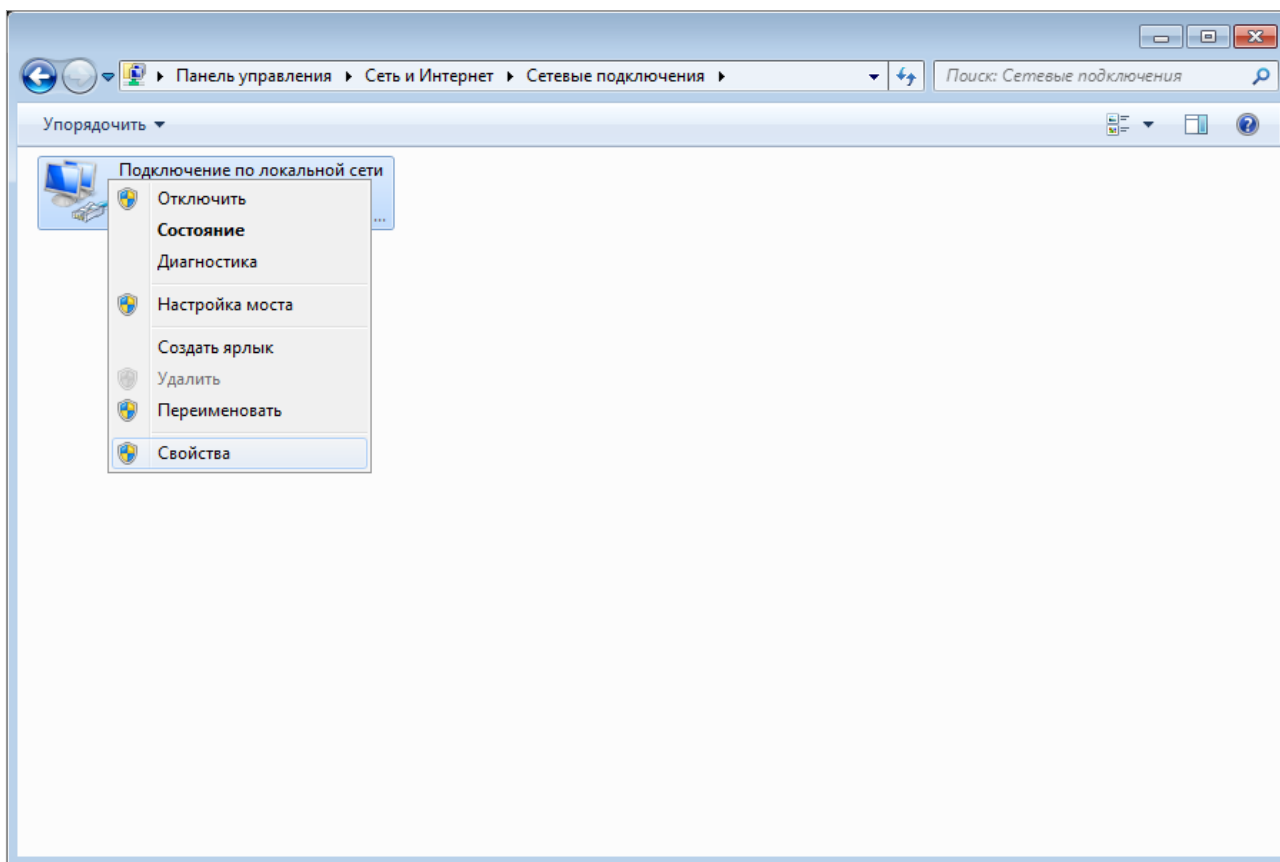 Панель управления Сеть и Интернет Сетевые подключения Поиск: Сетевые подключения
Упорядочить
Подключение по локальной сети
...
Отключить
Состояние
Диагностика
Настройка моста
Создать ярлык
Удалить
Переименовать
Свойства